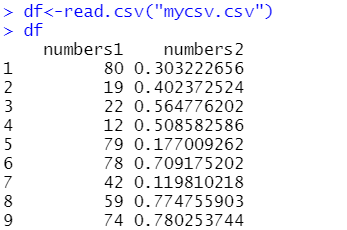 > df<-read.csv("mycsv.csv")
> df
numbers1 numbers2
1 80 0.303222656
2 19 0.402372524
3 22 0.564776202
4 12 0.508582586
5 79 0.177009262
6 78 0.709175202
7 42 0.119810218
8 59 0.774755903
9 74 0.780253744